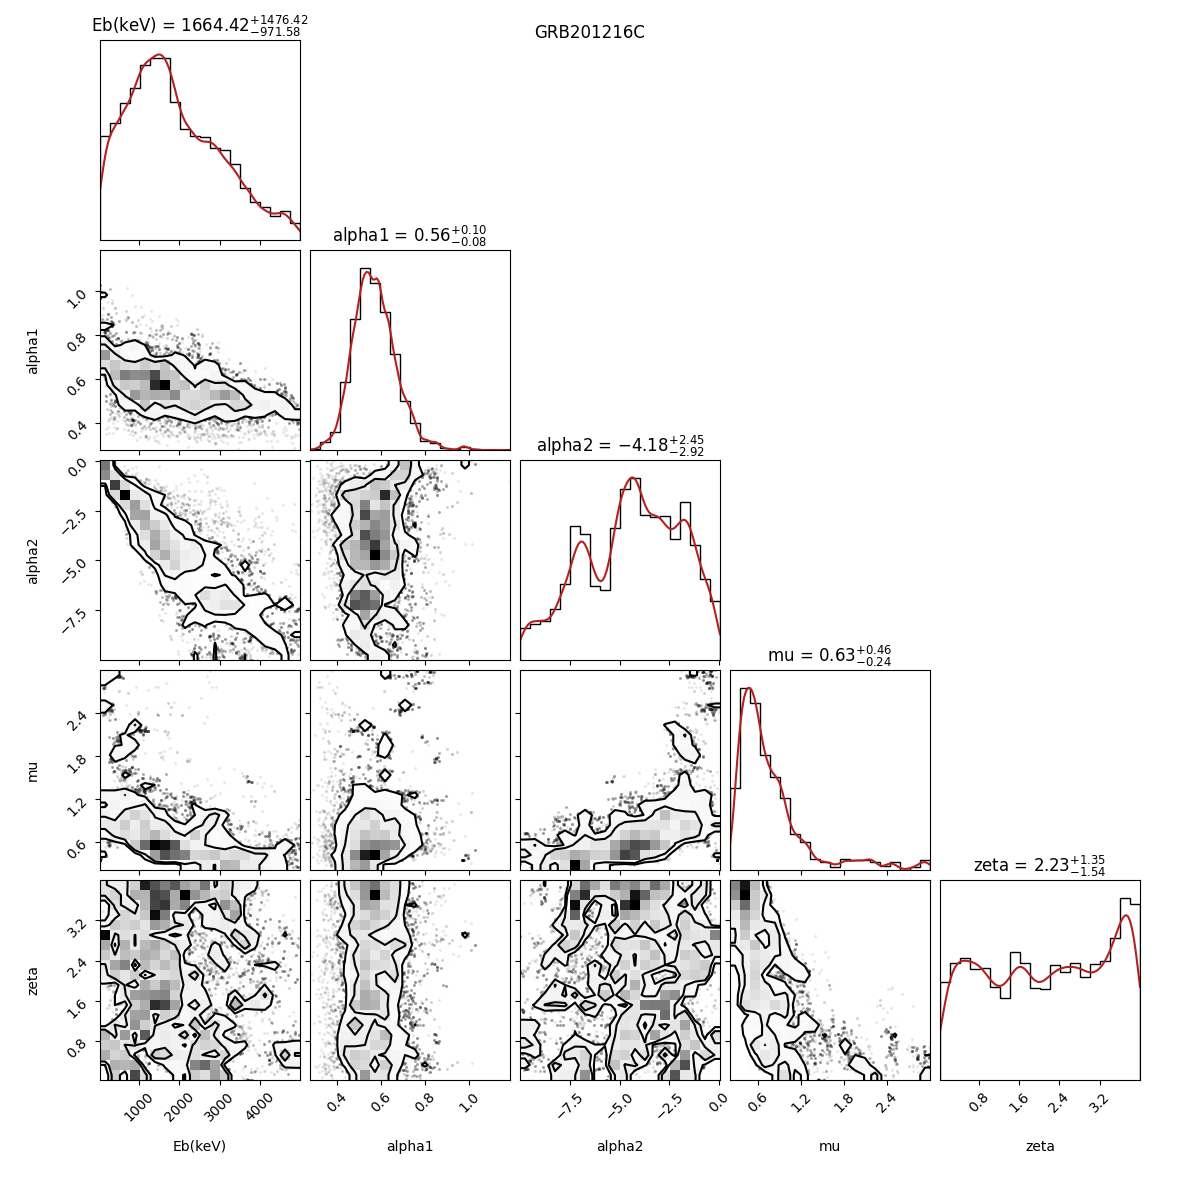 GRB201216C
Eb(keV) = 1664.42+1476.42 −971.58
alpha1 = 0.56+0.10 −0.08
1.0
0.8
0.6
0.4
alpha1
alpha2 = −4.18+2.45 −2.92
0.0
−2.5
−5.0
−7.5
alpha2
mu = 0.63+0.46 −0.24
2.4
1.8
1.2
0.6
mu
zeta = 2.23+1.35 −1.54
3.2
2.4
1.6
0.8
zeta
1000 2000 3000 4000 0.4 0.6 0.8 1.0 −7.5 −5.0 −2.5 0.0 0.6 1.2 1.8 2.4 0.8 1.6 2.4 3.2
Eb(keV) alpha1 alpha2 mu zeta